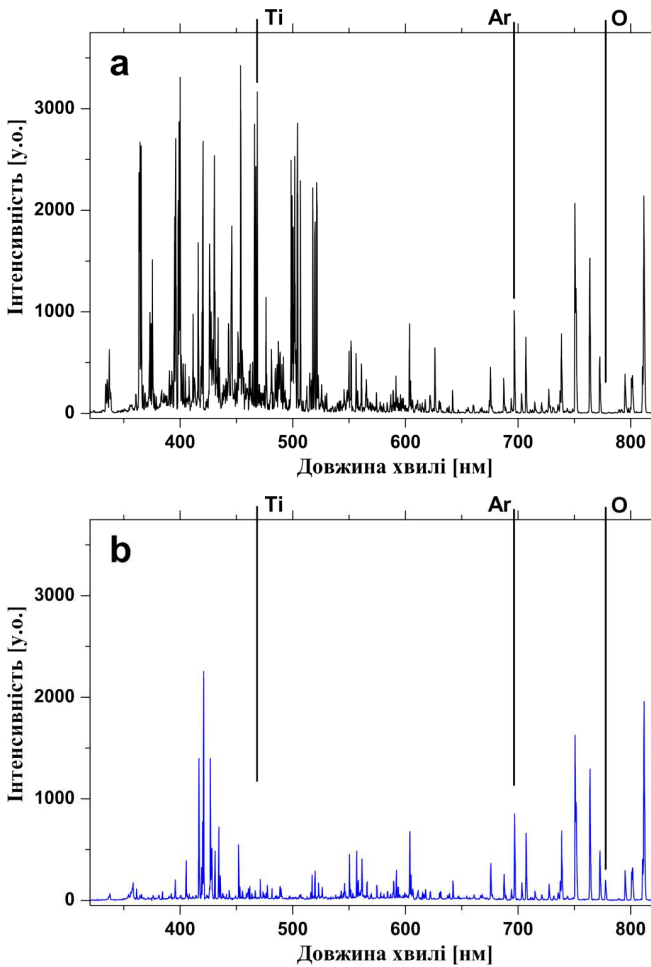 Ti Ar O
a
3000
2000
1000
0
Інтенсивність [у.о.]
400 500 600 700 800
Довжина хвилі [нм]
Ti Ar O
b
3000
2000
1000
0
Інтенсивність [у.о.]
400 500 600 700 800
Довжина хвилі [нм]